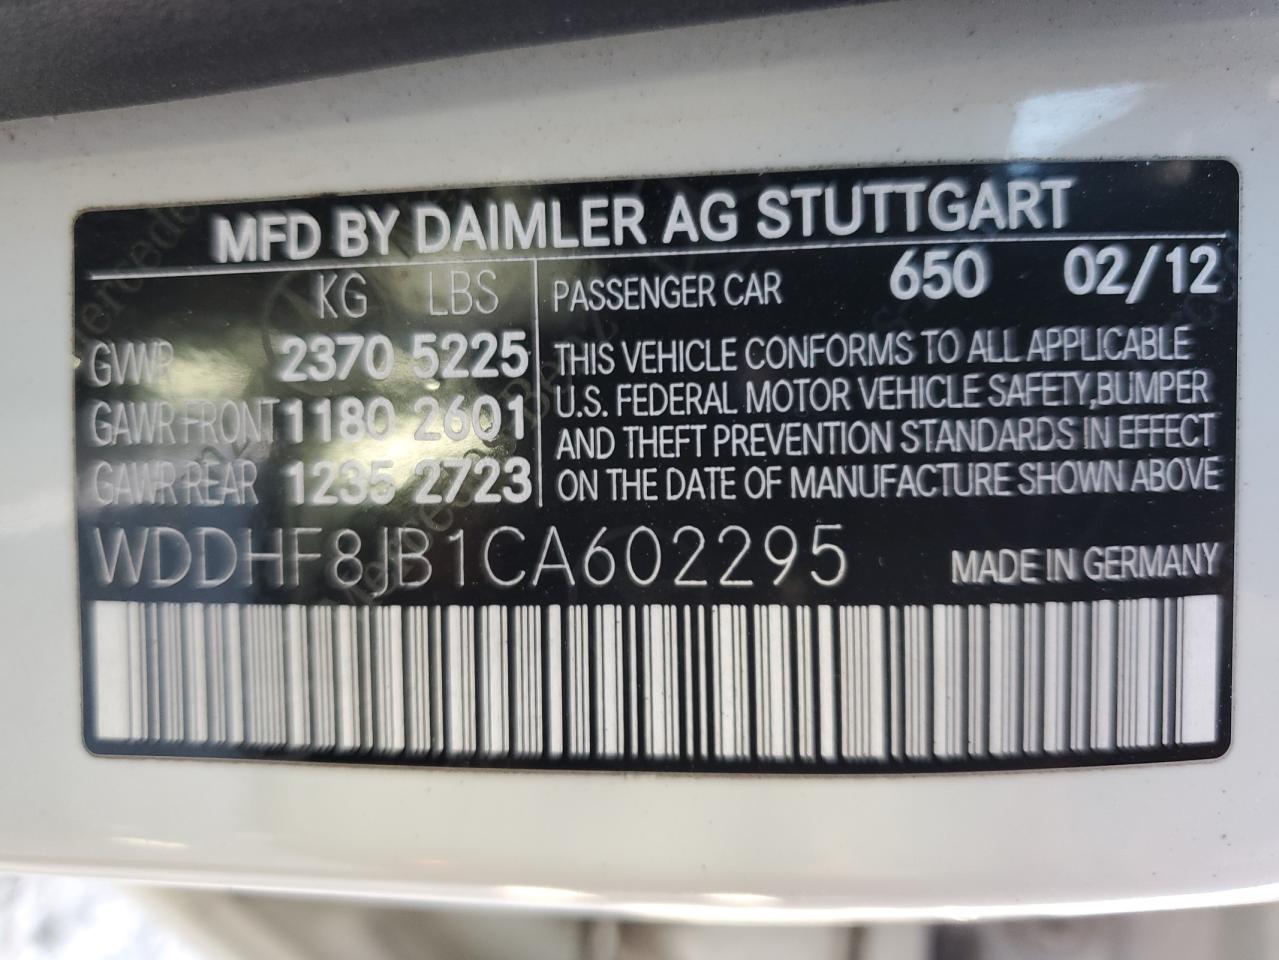 MFD BY DAIMLER AG STUTTGART
KG LBS
GVWR 2370 5225
GAWR FRONT 1180 2601
GAWR REAR 1235 2723
PASSENGER CAR 650 02/12
THIS VEHICLE CONFORMS TO ALL APPLICABLE
U.S. FEDERAL MOTOR VEHICLE SAFETY, BUMPER
AND THEFT PREVENTION STANDARDS IN EFFECT
ON THE DATE OF MANUFACTURE SHOWN ABOVE
WDDHF8JB1CA602295 MADE IN GERMANY